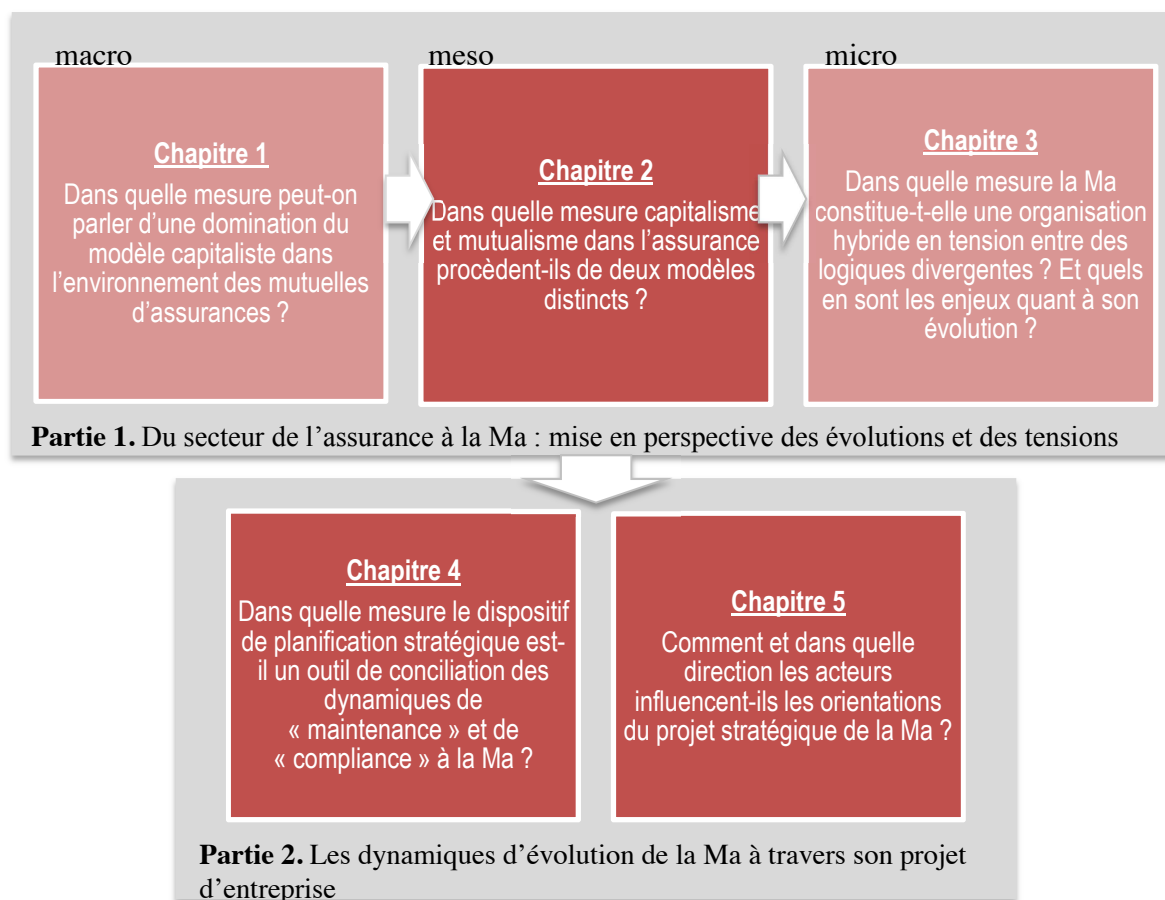 macro
meso
micro
Chapitre 1
Dans quelle mesure peut-on
parler d’une domination du
modèle capitaliste dans
l’environnement des mutuelles
d’assurances ?
Chapitre 2
Dans quelle mesure capitalisme
et mutualisme dans l’assurance
procèdent-ils de deux modèles
distincts ?
Chapitre 3
Dans quelle mesure la Ma
constitue-t-elle une organisation
hybride en tension entre des
logiques divergentes ? Et quels
en sont les enjeux quant à son
évolution ?
Partie 1. Du secteur de l’assurance à la Ma : mise en perspective des évolutions et des tensions
Chapitre 4
Dans quelle mesure le dispositif
de planification stratégique est-
il un outil de conciliation des
dynamiques de
« maintenance » et de
« compliance » à la Ma ?
Chapitre 5
Comment et dans quelle
direction les acteurs
influencent-ils les orientations
du projet stratégique de la Ma ?
Partie 2. Les dynamiques d’évolution de la Ma à travers son projet
d’entreprise